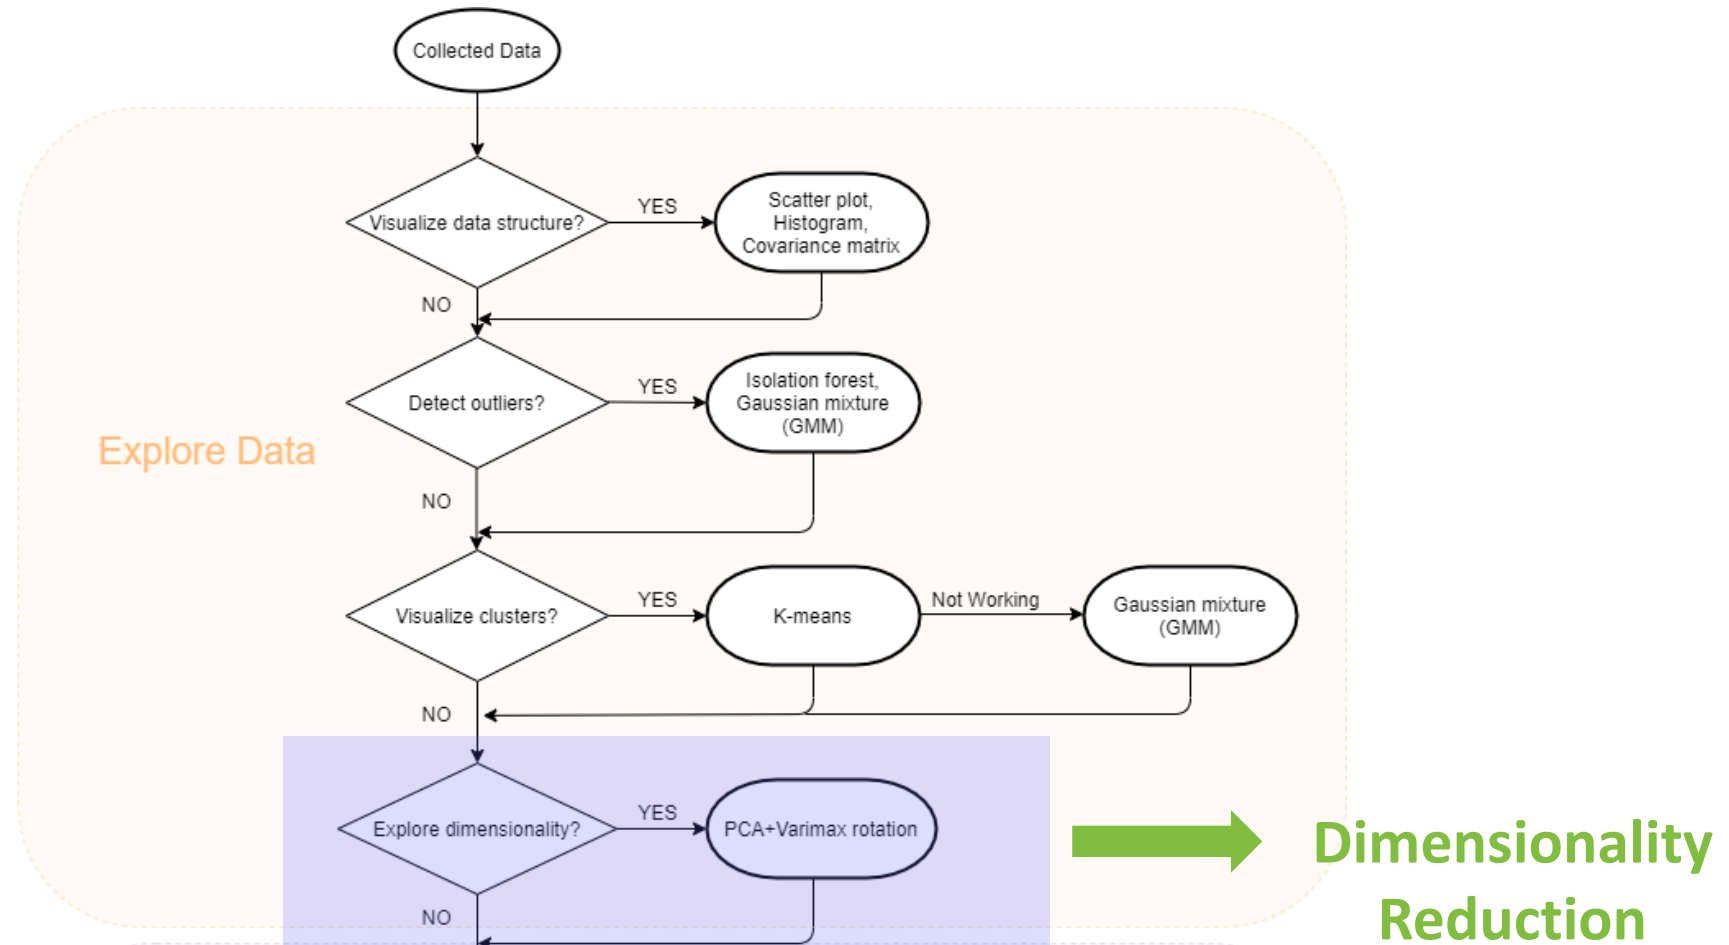 Collected Data
Visualize data structure?
YES
Scatter plot,
Histogram,
Covariance matrix
NO
Detect outliers?
YES
Isolation forest,
Gaussian mixture
(GMM)
Explore Data
NO
Visualize clusters?
YES
K-means
Not Working
Gaussian mixture
(GMM)
NO
Explore dimensionality?
YES
PCA+Varimax rotation
Dimensionality
Reduction
NO